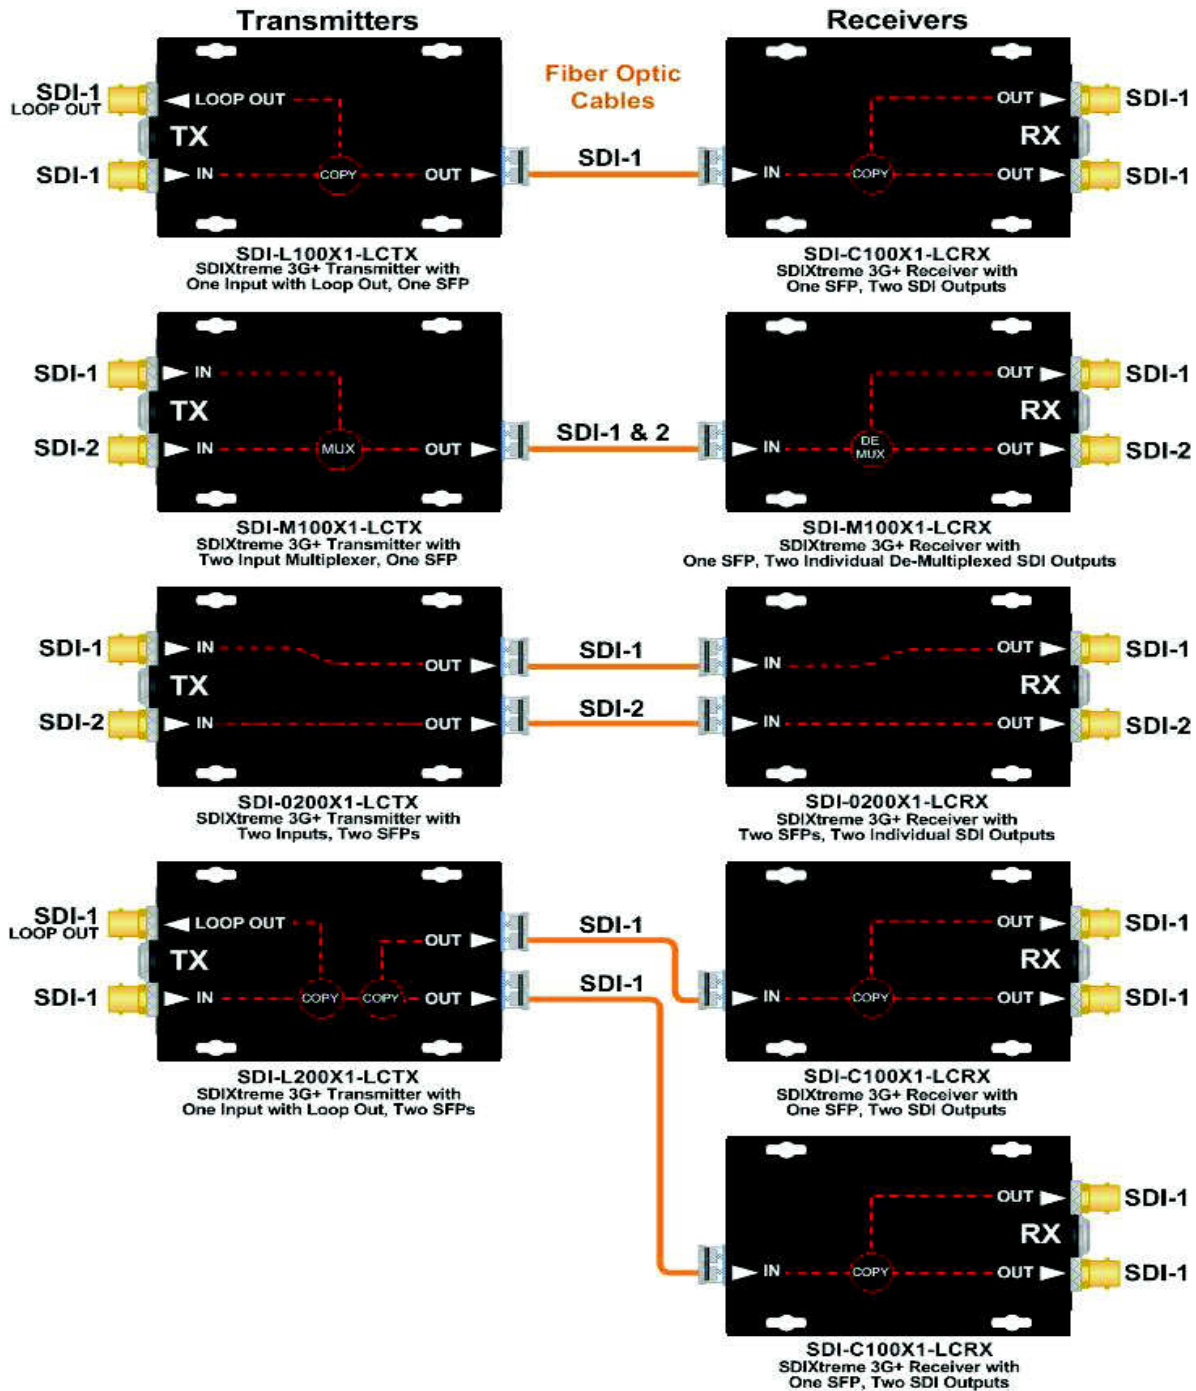 Transmitters
Receivers
Fiber Optic
Cables
SDI-1
LOOP OUT
SDI-1
LOOP OUT
TX
IN
COPY
OUT
SDI-1
OUT
RX
IN
COPY
OUT
SDI-1
SDI-1
SDI-L100X1-LCTX
SDIXtreme 3G+ Transmitter with
One Input with Loop Out, One SFP
SDI-C100X1-LCRX
SDIXtreme 3G+ Receiver with
One SFP, Two SDI Outputs
SDI-1
SDI-2
IN
TX
IN
MUX
OUT
SDI-1 & 2
OUT
RX
IN
DE
MUX
OUT
SDI-1
SDI-2
SDI-M100X1-LCTX
SDIXtreme 3G+ Transmitter with
Two Input Multiplexer, One SFP
SDI-M100X1-LCRX
SDIXtreme 3G+ Receiver with
One SFP, Two Individual De-Multiplexed SDI Outputs
SDI-1
SDI-2
IN
OUT
TX
IN
OUT
SDI-1
SDI-2
OUT
IN
RX
IN
OUT
SDI-1
SDI-2
SDI-0200X1-LCTX
SDIXtreme 3G+ Transmitter with
Two Inputs, Two SFPs
SDI-0200X1-LCRX
SDIXtreme 3G+ Receiver with
Two SFPs, Two Individual SDI Outputs
SDI-1
LOOP OUT
SDI-1
LOOP OUT
OUT
TX
IN
COPY
COPY
OUT
SDI-1
SDI-1
OUT
RX
IN
COPY
OUT
SDI-1
SDI-1
SDI-L200X1-LCTX
SDIXtreme 3G+ Transmitter with
One Input with Loop Out, Two SFPs
SDI-C100X1-LCRX
SDIXtreme 3G+ Receiver with
One SFP, Two SDI Outputs
OUT
RX
IN
COPY
OUT
SDI-1
SDI-1
SDI-C100X1-LCRX
SDIXtreme 3G+ Receiver with
One SFP, Two SDI Outputs